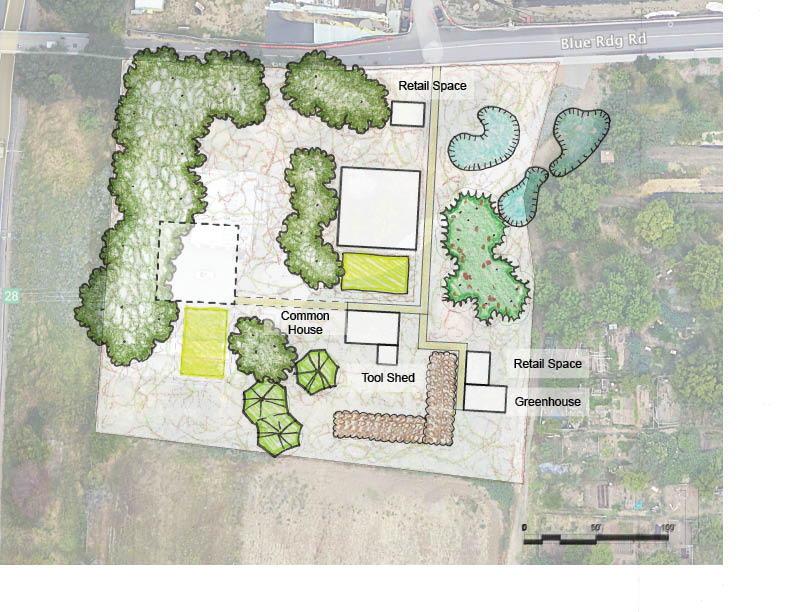 Blue Rdg Rd
Retail Space
28
Common
House
Tool Shed
Retail Space
Greenhouse
0 50' 100'